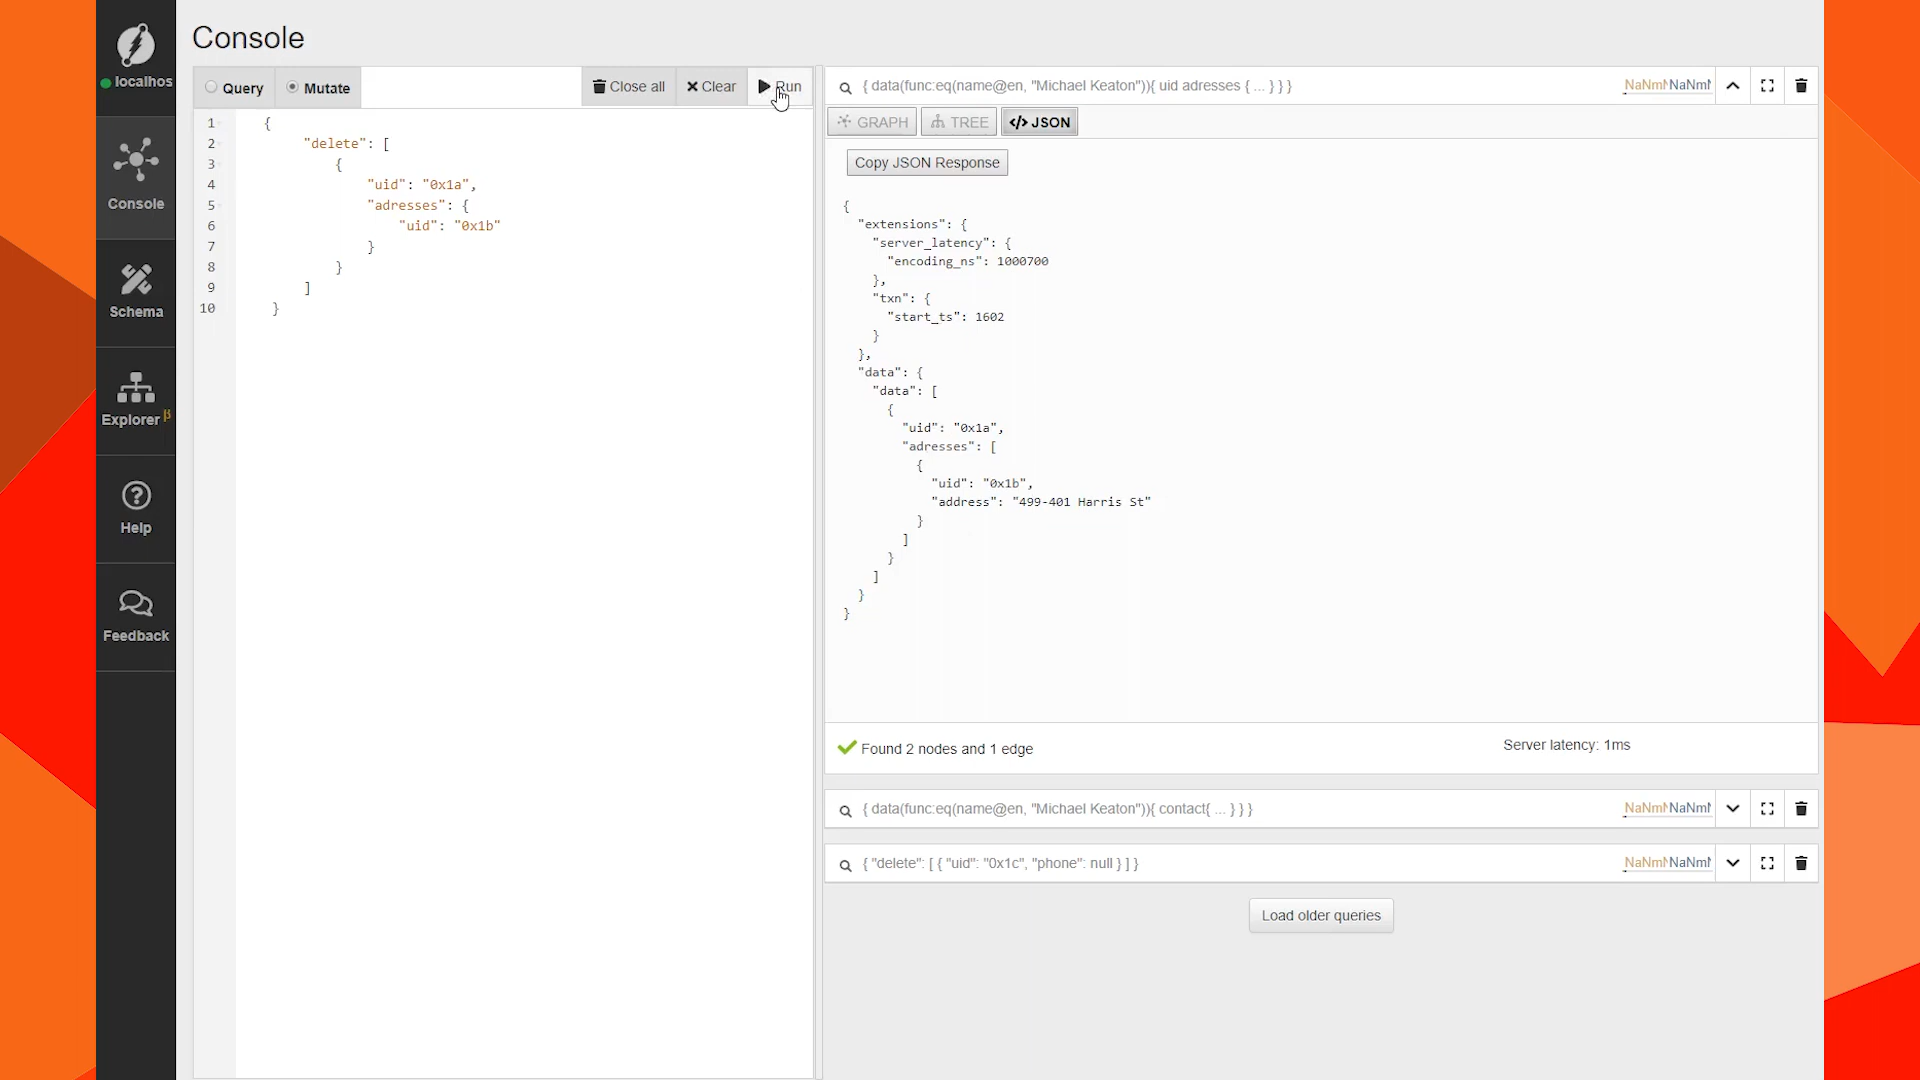 Console
localhos
Console
Schema
Explorer β
Help
Feedback
Query
Mutate
Close all
Clear
Run
1 {
2 "delete": [
3 {
4 "uid": "0x1a",
5 "adresses": {
6 "uid": "0x1b"
7 }
8 }
9 ]
10 }
{ data(func:eq(name@en, "Michael Keaton")){ uid adresses { ... } } }
GRAPH
TREE
</> JSON
Copy JSON Response
{
"extensions": {
"server_latency": {
"encoding_ns": 1000700
},
"txn": {
"start_ts": 1602
}
},
"data": {
"data": [
{
"uid": "0x1a",
"adresses": [
{
"uid": "0x1b",
"address": "499-401 Harris St"
}
]
}
]
}
}
Found 2 nodes and 1 edge
Server latency: 1ms
{ data(func:eq(name@en, "Michael Keaton")){ contact{ ... } } }
{ "delete": [ { "uid": "0x1c", "phone": null } ] }
Load older queries